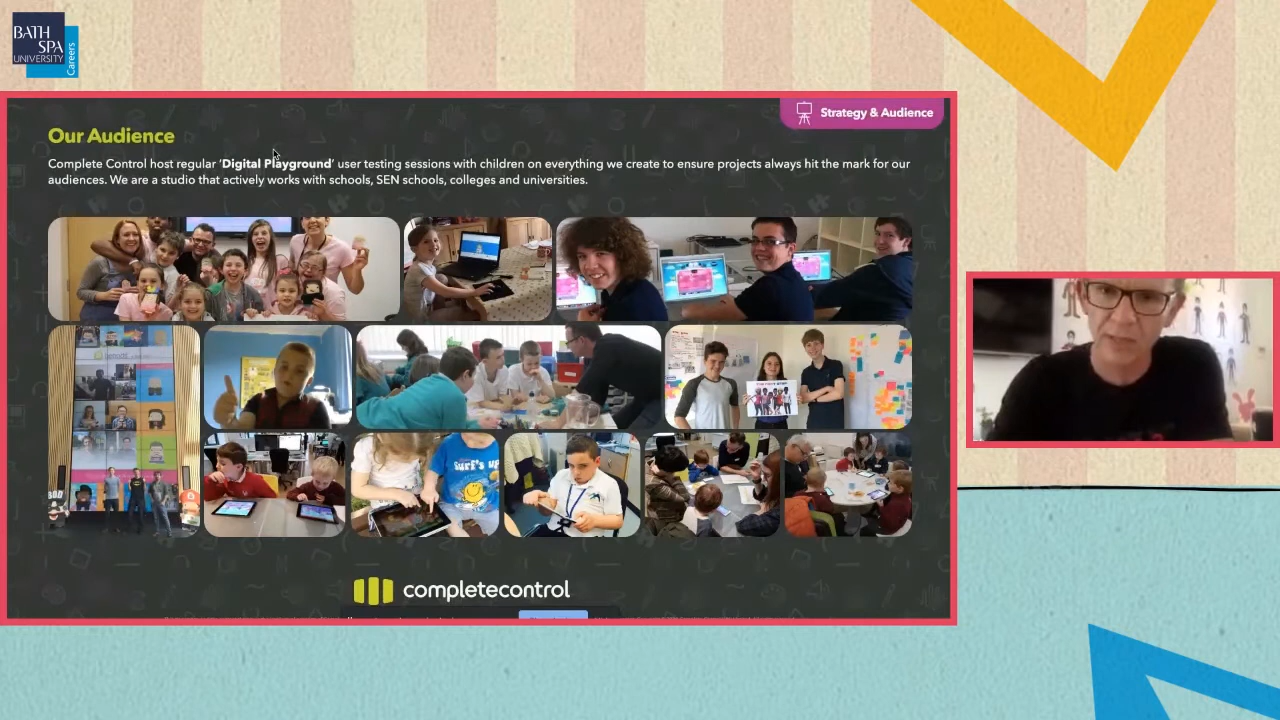 BATH
SPA
UNIVERSITY
Careers
Strategy & Audience
Our Audience
Complete Control host regular ‘Digital Playground’ user testing sessions with children on everything we create to ensure projects always hit the mark for our
audiences. We are a studio that actively works with schools, SEN schools, colleges and universities.
SURF'S UP
completecontrol